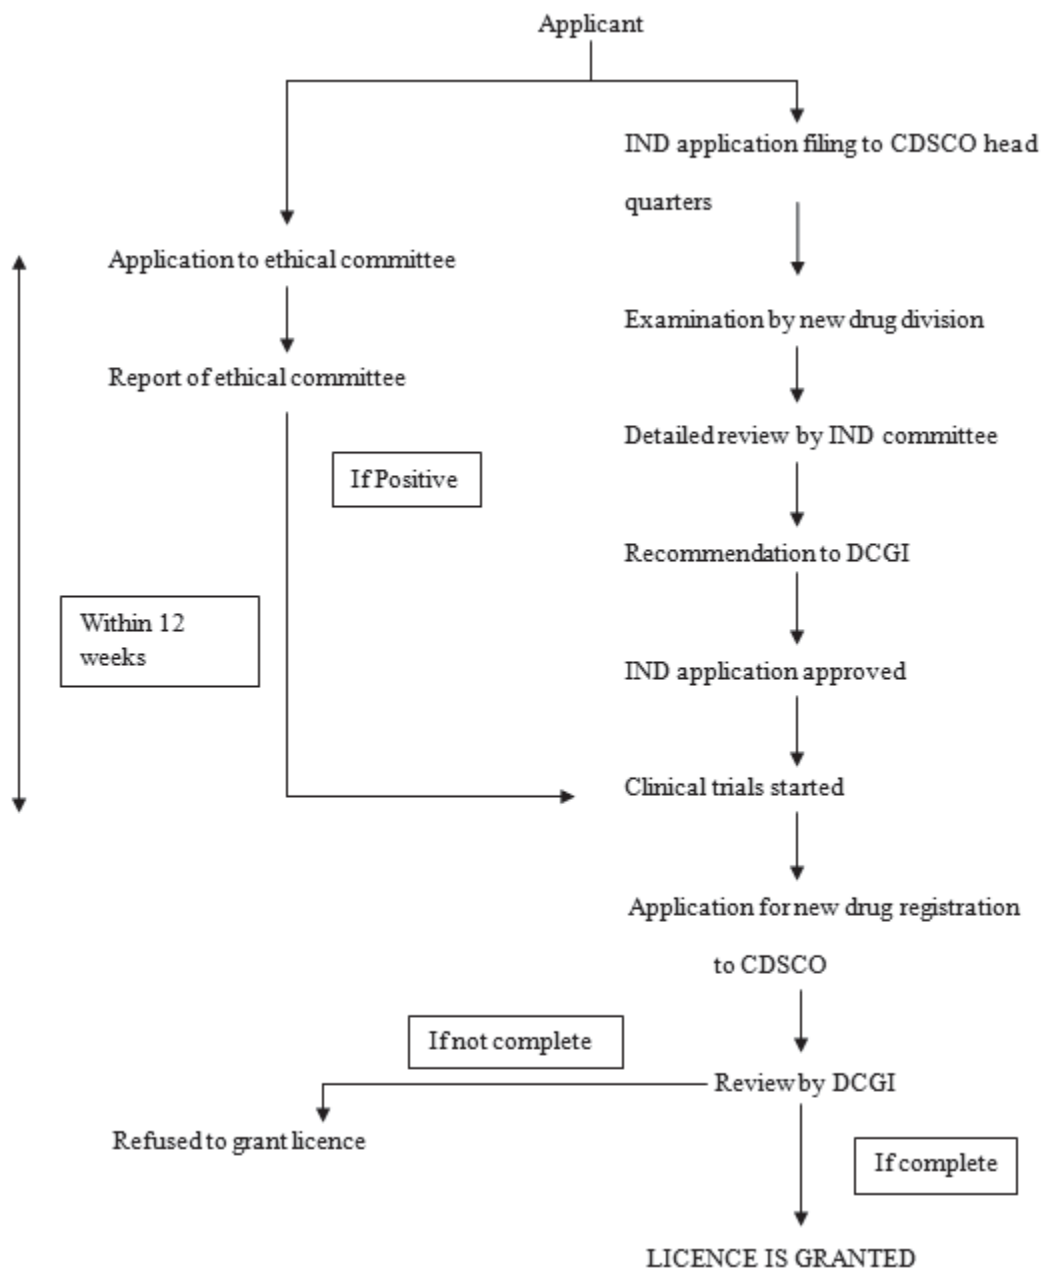 Applicant
IND application filing to CDSCO head
quarters
Application to ethical committee
Examination by new drug division
Report of ethical committee
Detailed review by IND committee
If Positive
Recommendation to DCGI
Within 12
weeks
IND application approved
Clinical trials started
Application for new drug registration
to CDSCO
If not complete
Review by DCGI
Refused to grant licence
If complete
LICENCE IS GRANTED